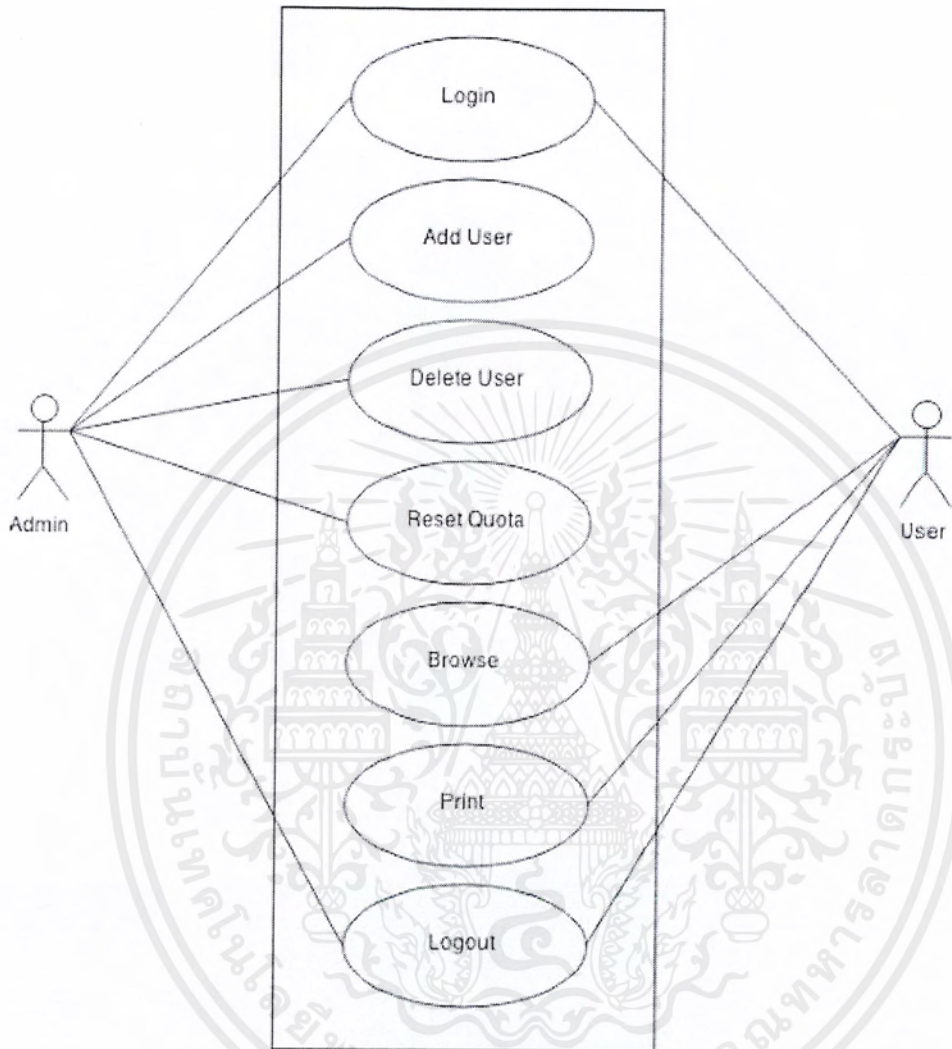 Login
Add User
Delete User
Admin
Reset Quota
User
Browse
Print
Logout